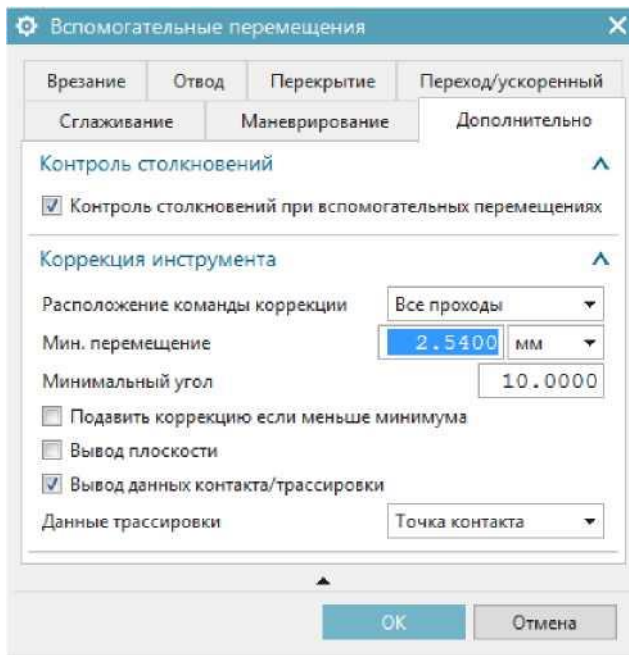 Вспомогательные перемещения
Врезание Отвод Перекрытие Переход/ускоренный
Сглаживание Маневрирование Дополнительно
Контроль столкновений
Контроль столкновений при вспомогательных перемещениях
Коррекция инструмента
Расположение команды коррекции Все проходы
Мин. перемещение 2.5400 мм
Минимальный угол 10.0000
Подавить коррекцию если меньше минимума
Вывод плоскости
Вывод данных контакта/трассировки
Данные трассировки Точка контакта
ОК Отмена